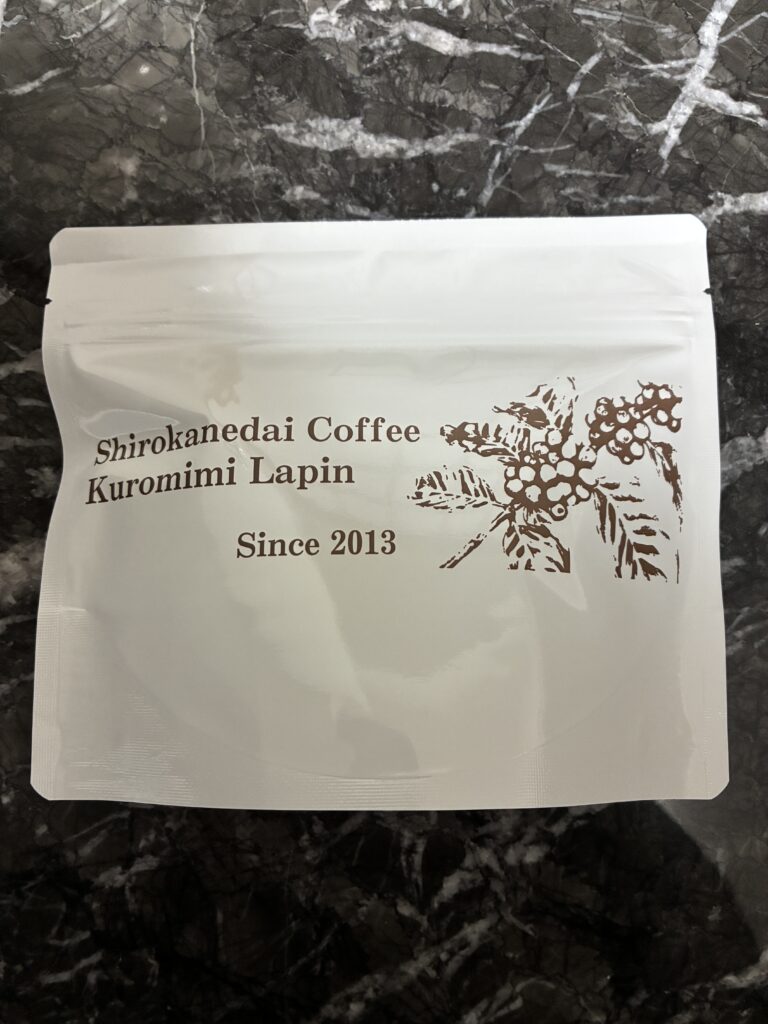 Shirokanedai Coffee
Kuromimi Lapin
Since 2013